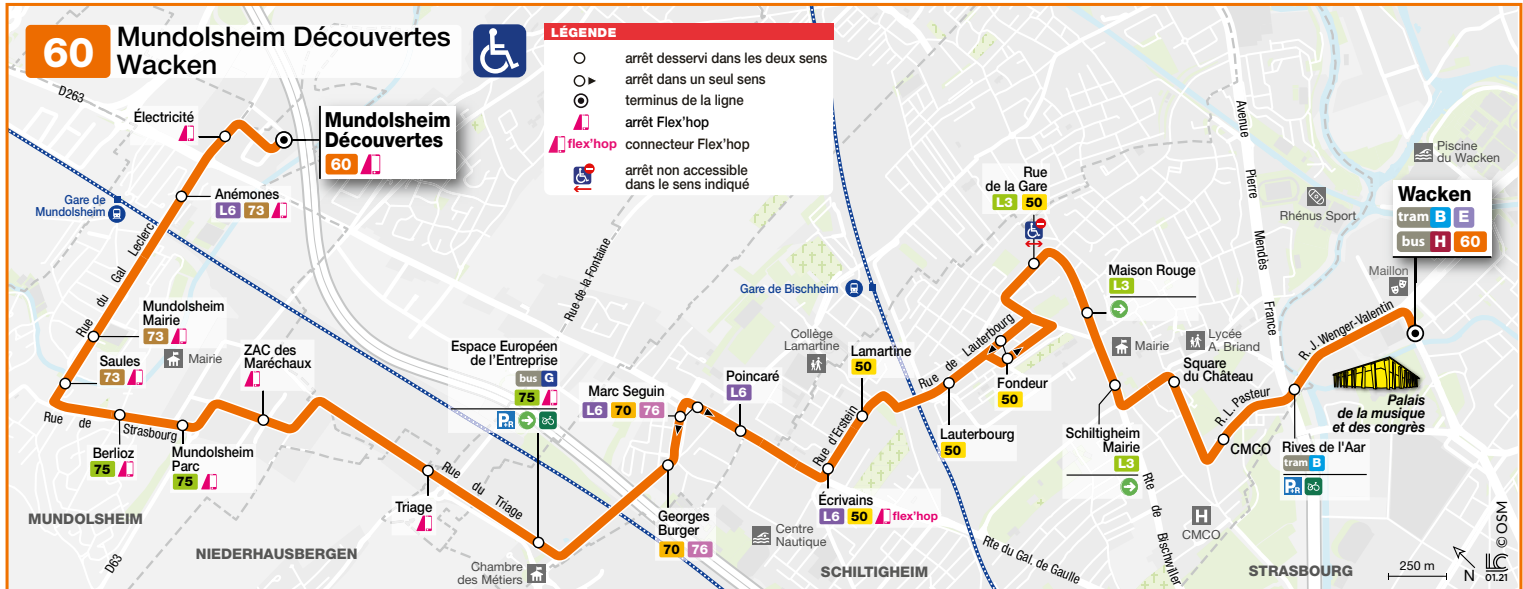 60
Mundolsheim Découvertes
Wacken
LÉGENDE
arrêt desservi dans les deux sens
arrêt dans un seul sens
terminus de la ligne
arrêt Flex'hop
flex'hop connecteur Flex'hop
arrêt non accessible
dans le sens indiqué
D263
Électricité
Mundolsheim
Découvertes
60
Gare de
Mundolsheim
Anémones
L6 73
Rue du Gal Leclerc
Mundolsheim
Mairie
73
Mairie
Saules
73
Rue de Strasbourg
Berlioz
75
Mundolsheim
Parc
75
ZAC des
Maréchaux
MUNDOLSHEIM
NIEDERHAUSBERGEN
D63
Triage
Rue du Triage
Rue de la Fontaine
Espace Européen
de l'Entreprise
bus G
75
P+R
Chambre
des Métiers
Marc Seguin
L6 70 76
Georges
Burger
70 76
Poincaré
L6
Centre
Nautique
Gare de Bischheim
Collège
Lamartine
Lamartine
50
Rue d'Erstein
Écrivains
L6 50 flex'hop
SCHILTIGHEIM
Rue de Lauterbourg
Lauterbourg
50
Fondeur
50
Rue
de la Gare
L3 50
Maison Rouge
L3
Mairie
Schiltigheim
Mairie
L3
Rte du Gal. de Gaulle
Rte de Bischwiller
Lycée
A. Briand
Square
du Château
CMCO
H
CMCO
R. L. Pasteur
Rives de l'Aar
tram B
P+R
Avenue Pierre Mendès France
Rhénus Sport
Piscine
du Wacken
Wacken
tram B E
bus H 60
Maillon
R. J. Wenger-Valentin
Palais
de la musique
et des congrès
STRASBOURG
250 m
N
LC
01.21
© OSM